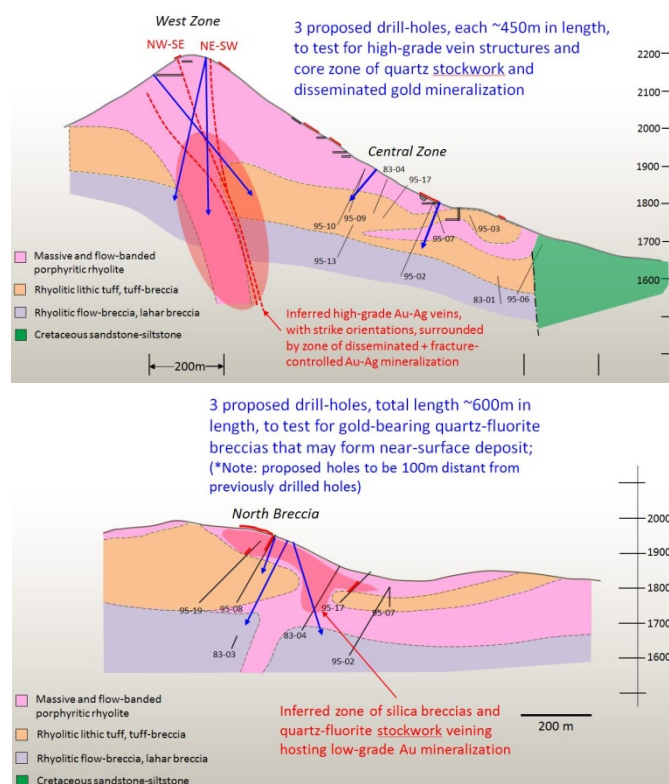 West Zone
NW-SE
NE-SW
3 proposed drill-holes, each ~450m in length,
to test for high-grade vein structures and
core zone of quartz stockwork and
disseminated gold mineralization
2200
2100
2000
1900
1800
1700
1600
Central Zone
83-04
95-17
95-10
95-09
95-13
95-07
95-03
95-02
83-01
95-06
Massive and flow-banded
porphyritic rhyolite
Rhyolitic lithic tuff, tuff-breccia
Rhyolitic flow-breccia, lahar breccia
Cretaceous sandstone-siltstone
Inferred high-grade Au-Ag veins,
with strike orientations, surrounded
by zone of disseminated + fracture-
controlled Au-Ag mineralization
200m
3 proposed drill-holes, total length ~600m in
length, to test for gold-bearing quartz-fluorite
breccias that may form near-surface deposit;
(*Note: proposed holes to be 100m distant from
previously drilled holes)
North Breccia
2000
1900
1800
1700
1600
95-19
95-08
95-17
95-07
83-04
83-03
95-02
Massive and flow-banded
porphyritic rhyolite
Rhyolitic lithic tuff, tuff-breccia
Rhyolitic flow-breccia, lahar breccia
Cretaceous sandstone-siltstone
Inferred zone of silica breccias and
quartz-fluorite stockwork veining
hosting low-grade Au mineralization
200 m